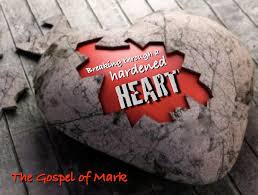 Breaking through a
hardened
HEART
The Gospel of Mark